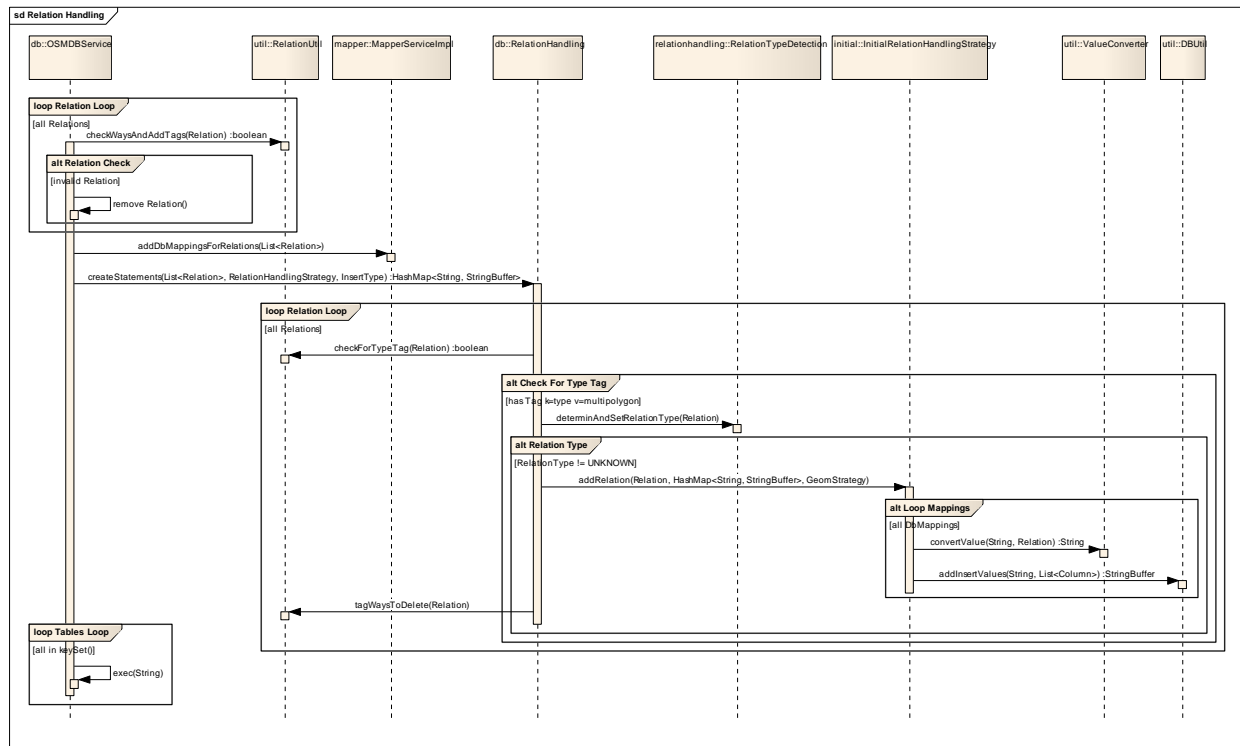 sd Relation Handling
db::OSMDBService
util::RelationUtil
mapper::MapperServiceImpl
db::RelationHandling
relationhandling::RelationTypeDetection
initial::InitialRelationHandlingStrategy
util::ValueConverter
util::DBUtil
loop Relation Loop
[all Relations]
checkWaysAndAddTags(Relation) :boolean
alt Relation Check
[invalid Relation]
remove Relation()
addDbMappingsForRelations(List<Relation>)
createStatements(List<Relation>, RelationHandlingStrategy, InsertType) :HashMap<String, StringBuffer>
loop Relation Loop
[all Relations]
checkForTypeTag(Relation) :boolean
alt Check For Type Tag
[has Tag k=type v=multipolygon]
determinAndSetRelationType(Relation)
alt Relation Type
[RelationType != UNKNOWN]
addRelation(Relation, HashMap<String, StringBuffer>, GeomStrategy)
alt Loop Mappings
[all DbMappings]
convertValue(String, Relation) :String
addInsertValues(String, List<Column>) :StringBuffer
tagWaysToDelete(Relation)
loop Tables Loop
[all in keySet()]
exec(String)